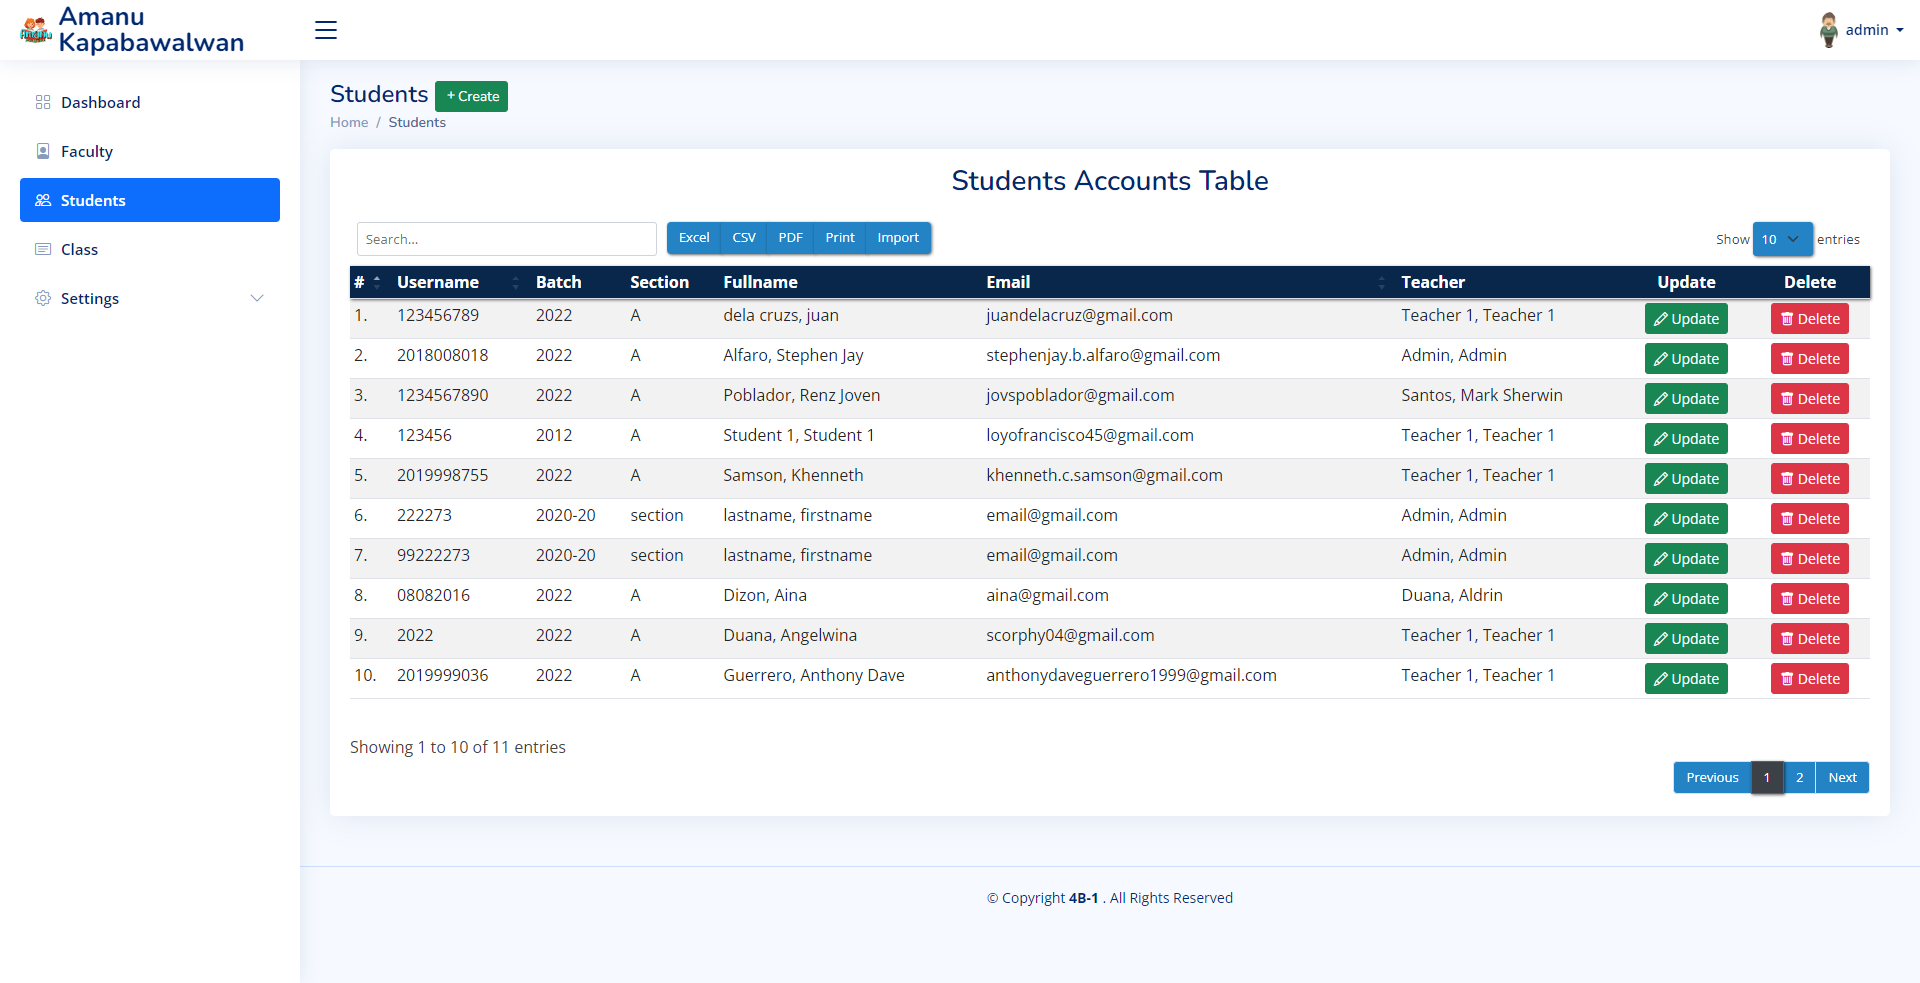 Amanu
Kapabawalwan
admin
Dashboard
Faculty
Students
Class
Settings
Students + Create
Home / Students
Students Accounts Table
Search...
Excel CSV PDF Print Import
Show 10 entries
# Username Batch Section Fullname Email Teacher Update Delete
1. 123456789 2022 A dela cruzs, juan juandelacruz@gmail.com Teacher 1, Teacher 1 Update Delete
2. 2018008018 2022 A Alfaro, Stephen Jay stephenjay.b.alfaro@gmail.com Admin, Admin Update Delete
3. 1234567890 2022 A Poblador, Renz Joven jovspoblador@gmail.com Santos, Mark Sherwin Update Delete
4. 123456 2012 A Student 1, Student 1 loyofrancisco45@gmail.com Teacher 1, Teacher 1 Update Delete
5. 2019998755 2022 A Samson, Khenneth khenneth.c.samson@gmail.com Teacher 1, Teacher 1 Update Delete
6. 222273 2020-20 section lastname, firstname email@gmail.com Admin, Admin Update Delete
7. 99222273 2020-20 section lastname, firstname email@gmail.com Admin, Admin Update Delete
8. 08082016 2022 A Dizon, Aina aina@gmail.com Duana, Aldrin Update Delete
9. 2022 2022 A Duana, Angelwina scorphy04@gmail.com Teacher 1, Teacher 1 Update Delete
10. 2019999036 2022 A Guerrero, Anthony Dave anthonydaveguerrero1999@gmail.com Teacher 1, Teacher 1 Update Delete
Showing 1 to 10 of 11 entries
Previous 1 2 Next
© Copyright 4B-1 . All Rights Reserved